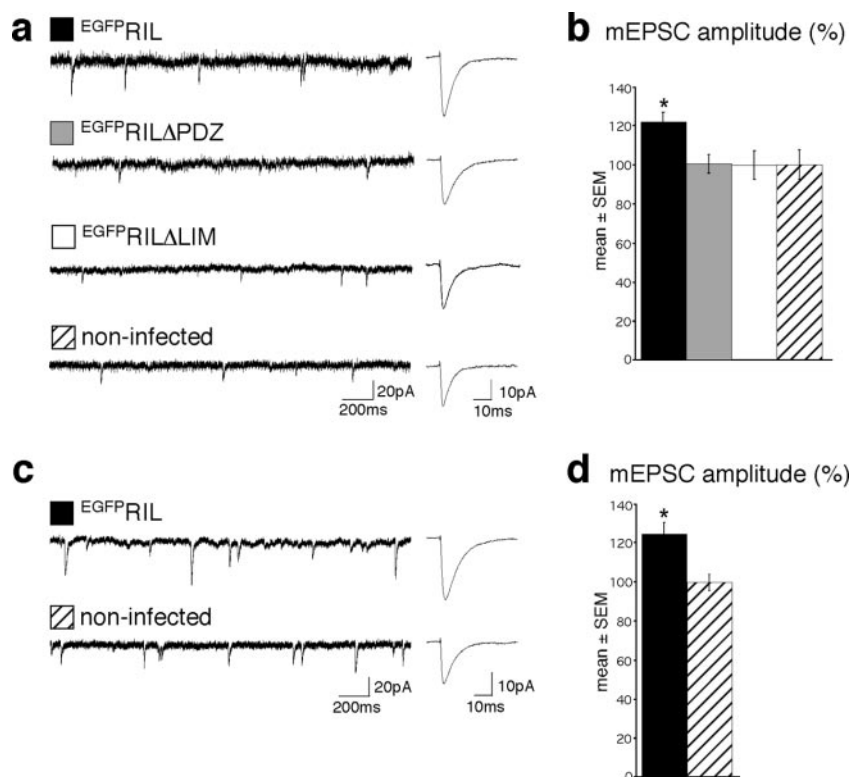 a
EGFPRIL
EGFPRILΔPDZ
EGFPRILΔLIM
non-infected
20pA
200ms
10pA
10ms
b mEPSC amplitude (%)
mean ± SEM
140
120
100
80
60
40
20
0
*
c
EGFPRIL
non-infected
20pA
200ms
10pA
10ms
d mEPSC amplitude (%)
mean ± SEM
140
120
100
80
60
40
20
0
*